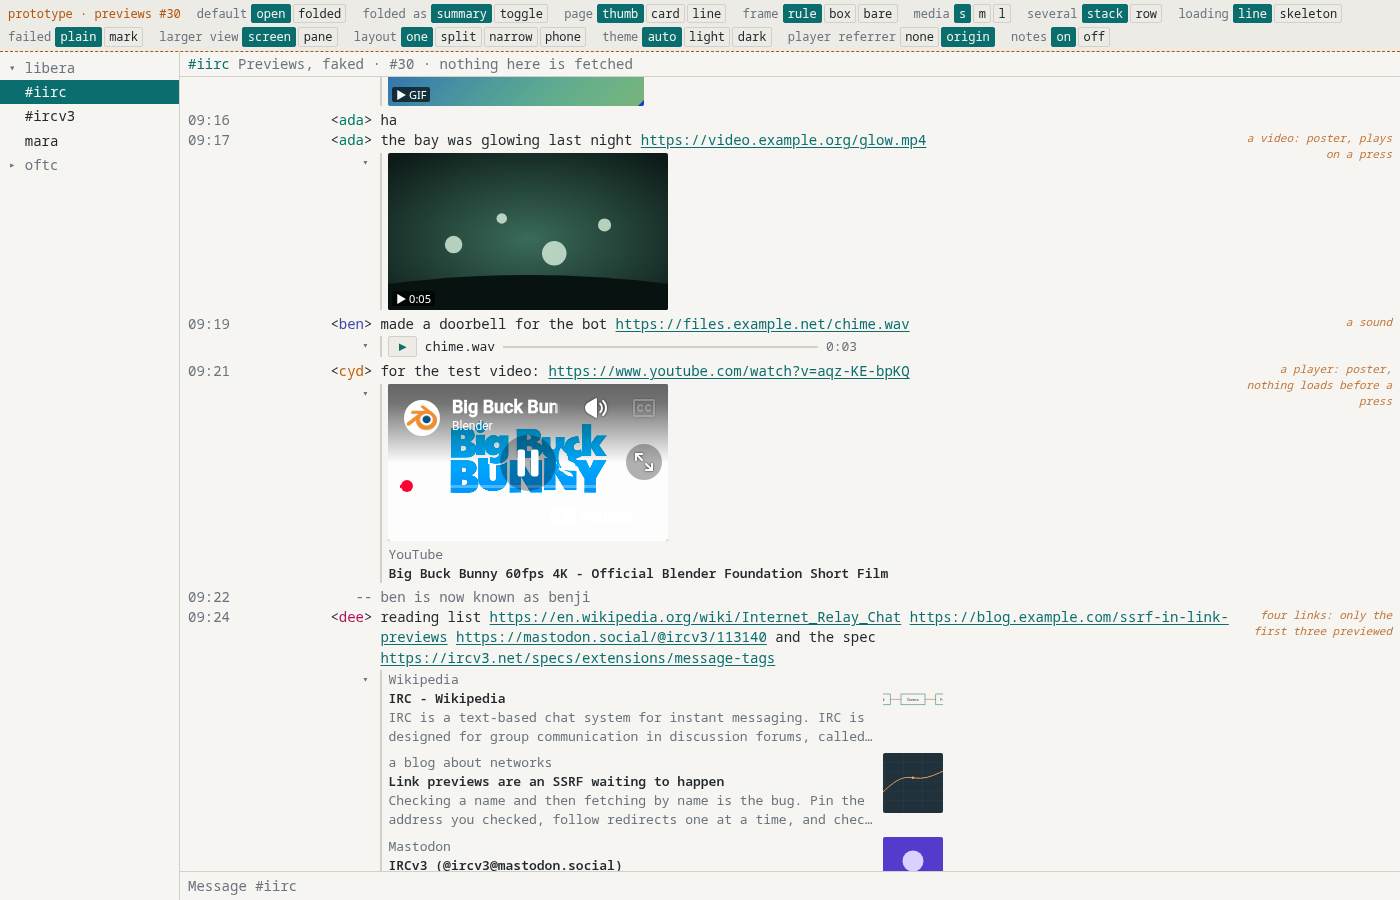 prototype · previews #30 default open folded folded as summary toggle page thumb card line frame rule box bare media s m l several stack row loading line skeleton
failed plain mark larger view screen pane layout one split narrow phone theme auto light dark player referrer none origin notes on off
▾ libera
#iirc
#ircv3
mara
▸ oftc
#iirc Previews, faked · #30 · nothing here is fetched
▶ GIF
09:16 <ada> ha
09:17 <ada> the bay was glowing last night https://video.example.org/glow.mp4
a video: poster, plays
on a press
▶ 0:05
09:19 <ben> made a doorbell for the bot https://files.example.net/chime.wav
a sound
▶ chime.wav 0:03
09:21 <cyd> for the test video: https://www.youtube.com/watch?v=aqz-KE-bpKQ
a player: poster,
nothing loads before a
press
Big Buck Bun
Blender
CC
Big Buck
BUNNY
YouTube
Big Buck Bunny 60fps 4K - Official Blender Foundation Short Film
09:22 -- ben is now known as benji
09:24 <dee> reading list https://en.wikipedia.org/wiki/Internet_Relay_Chat https://blog.example.com/ssrf-in-link-
previews https://mastodon.social/@ircv3/113140 and the spec
https://ircv3.net/specs/extensions/message-tags
four links: only the
first three previewed
Wikipedia
IRC - Wikipedia
IRC is a text-based chat system for instant messaging. IRC is
designed for group communication in discussion forums, called…
a blog about networks
Link previews are an SSRF waiting to happen
Checking a name and then fetching by name is the bug. Pin the
address you checked, follow redirects one at a time, and chec…
Mastodon
IRCv3 (@ircv3@mastodon.social)
Message #iirc